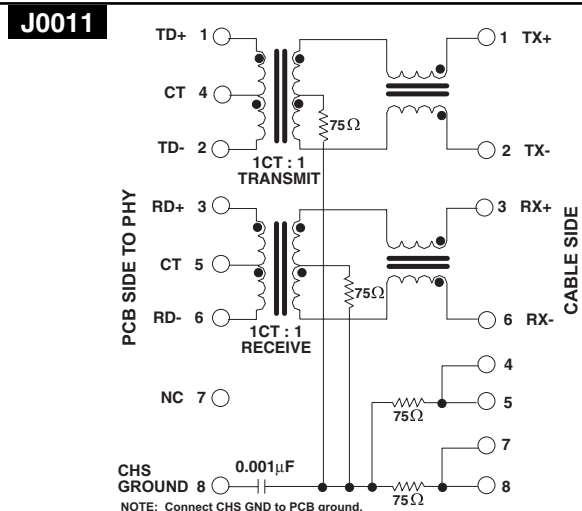 J0011
TD+ 1
1 TX+
CT 4
75Ω
TD- 2
2 TX-
1CT : 1
TRANSMIT
PCB SIDE TO PHY
CABLE SIDE
RD+ 3
3 RX+
CT 5
75Ω
RD- 6
6 RX-
1CT : 1
RECEIVE
4
NC 7
5
75Ω
7
CHS
GROUND 8
0.001µF
8
75Ω
NOTE: Connect CHS GND to PCB ground.